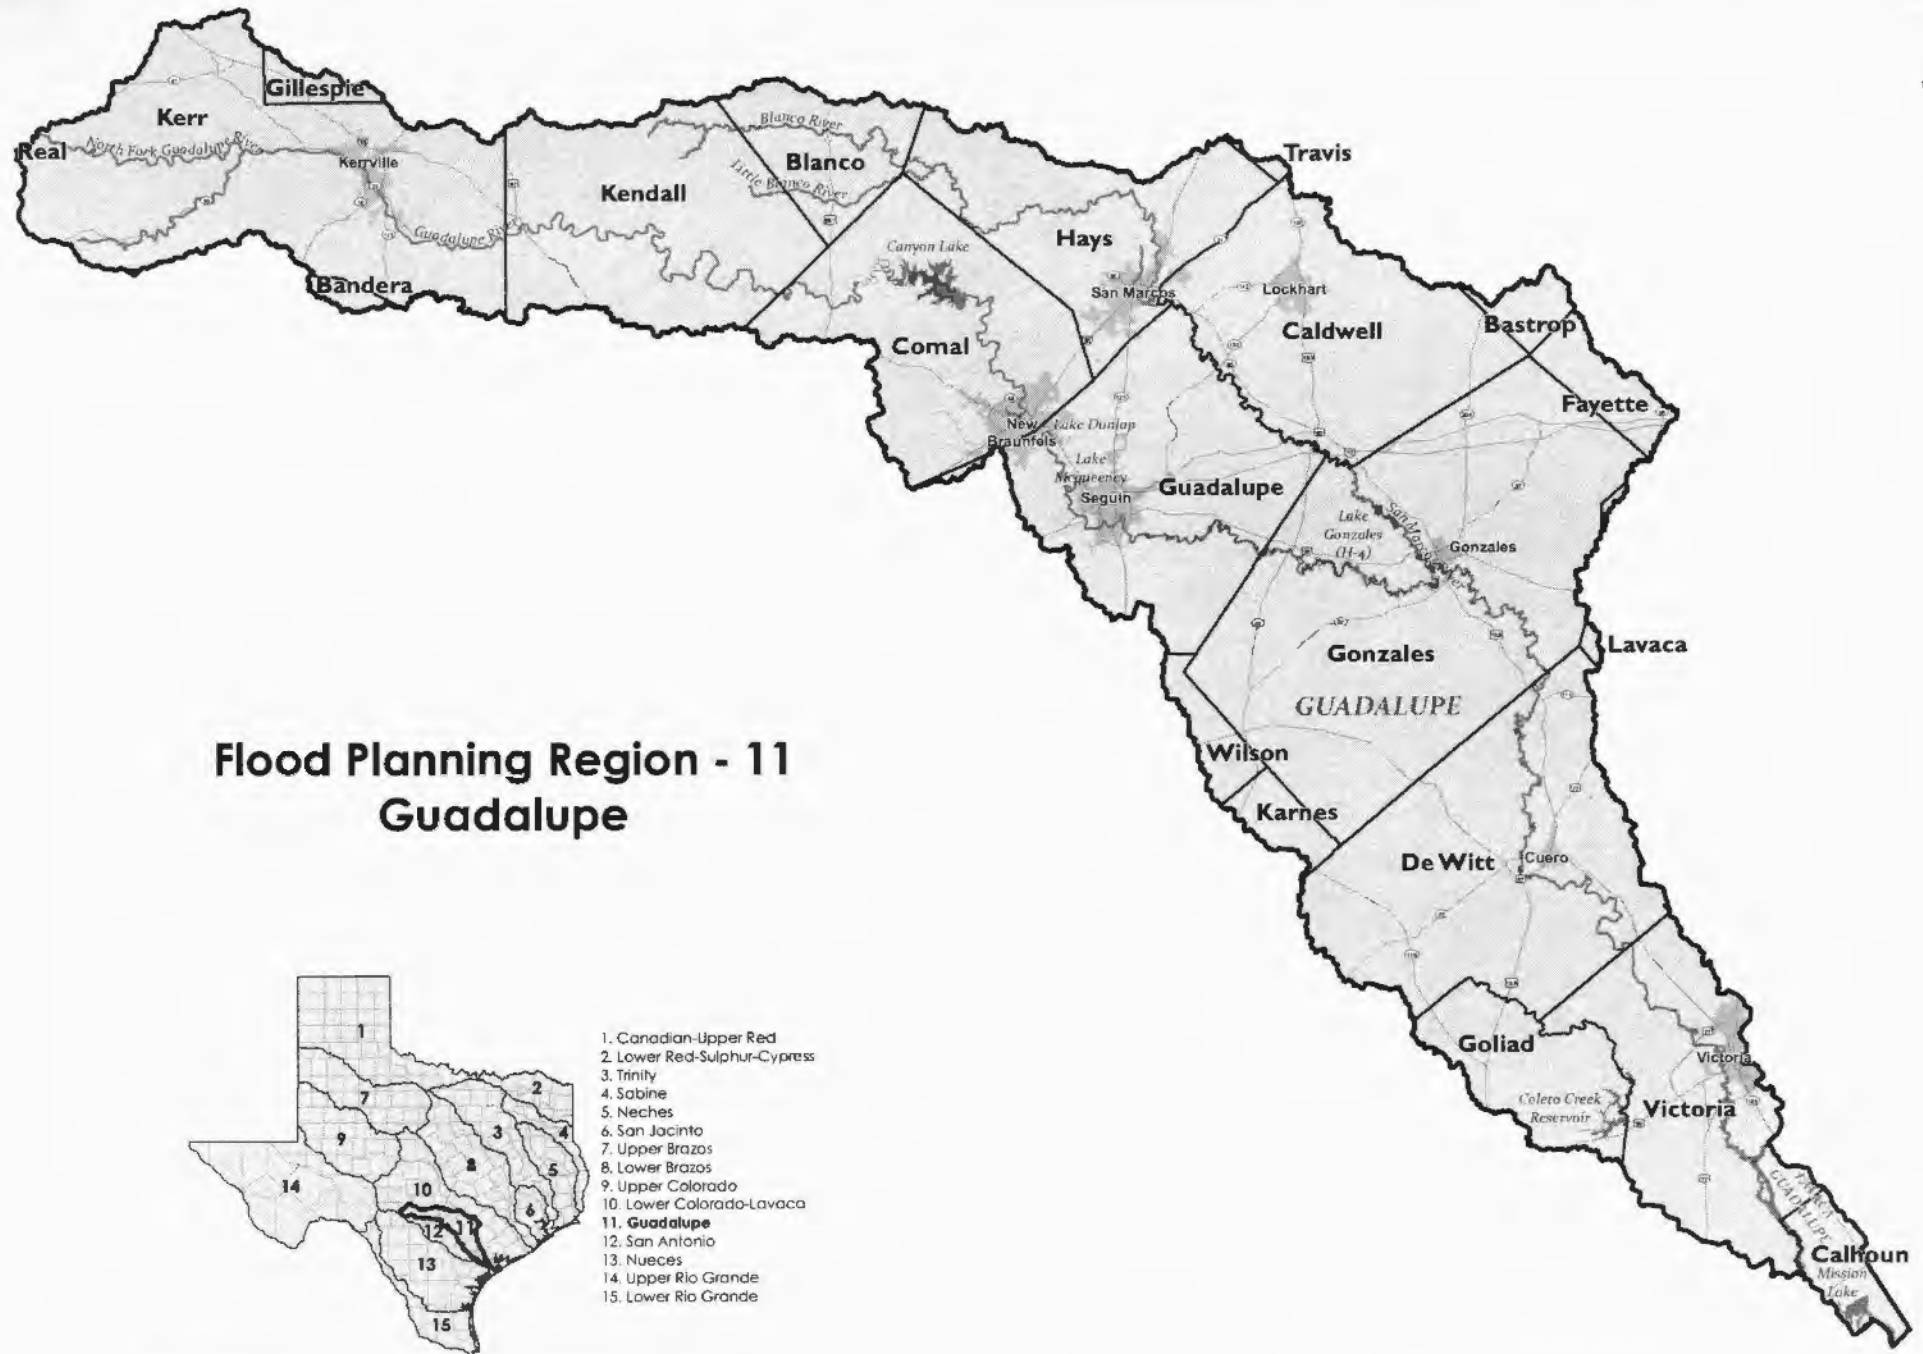 Gillespie
Kerr
Real
North Fork Guadalupe River
Kerrville
Guadalupe River
Bandera
Kendall
Blanco River
Blanco
Little Blanco River
Travis
Hays
Canyon Lake
San Marcos
Lockhart
Caldwell
Bastrop
Comal
Fayette
New
Braunfels
Lake Dunlap
Lake
Mcqueeney
Seguin
Guadalupe
Lake
Gonzales
(H-4)
San Marcos River
Gonzales
Gonzales
GUADALUPE
Lavaca
Wilson
Karnes
De Witt
Cuero
Goliad
Coleto Creek
Reservoir
Victoria
Victoria
GUADALUPE
Calhoun
Mission
Lake
Flood Planning Region - 11
Guadalupe
1
2
3
4
5
6
7
8
9
10
11
12
13
14
15
1. Canadian-Upper Red
2. Lower Red-Sulphur-Cypress
3. Trinity
4. Sabine
5. Neches
6. San Jacinto
7. Upper Brazos
8. Lower Brazos
9. Upper Colorado
10. Lower Colorado-Lavaca
11. Guadalupe
12. San Antonio
13. Nueces
14. Upper Rio Grande
15. Lower Rio Grande